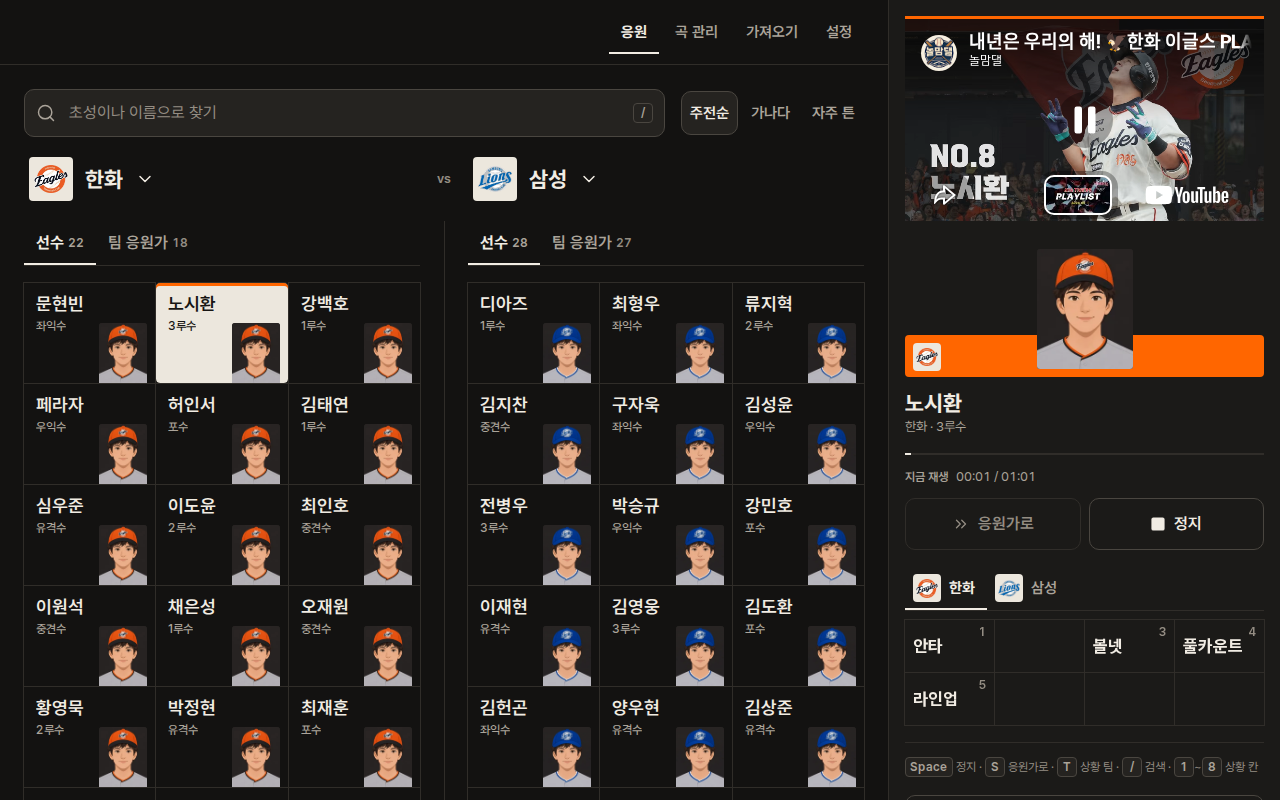 응원
곡 관리
가져오기
설정
초성이나 이름으로 찾기
/
주전순
가나다
자주 튼
Eagles
한화
vs
Lions
삼성
선수 22
팀 응원가 18
선수 28
팀 응원가 27
문현빈
좌익수
노시환
3루수
강백호
1루수
디아즈
1루수
최형우
좌익수
류지혁
2루수
페라자
우익수
허인서
포수
김태연
1루수
김지찬
중견수
구자욱
좌익수
김성윤
우익수
심우준
유격수
이도윤
2루수
최인호
중견수
전병우
3루수
박승규
우익수
강민호
포수
이원석
중견수
채은성
1루수
오재원
중견수
이재현
유격수
김영웅
3루수
김도환
포수
황영묵
2루수
박정현
유격수
최재훈
포수
김헌곤
좌익수
양우현
유격수
김상준
유격수
놀맘댈
내년은 우리의 해! 한화 이글스 PLA
놀맘댈
Eagles
Eagles
NO.8
노시환
PLAYLIST
YouTube
Eagles
노시환
한화 · 3루수
지금 재생 00:01 / 01:01
응원가로
정지
Eagles
한화
Lions
삼성
안타 1
볼넷 3
풀카운트 4
라인업 5
Space 정지 · S 응원가로 · T 상황 팀 · / 검색 · 1 ~ 8 상황 칸